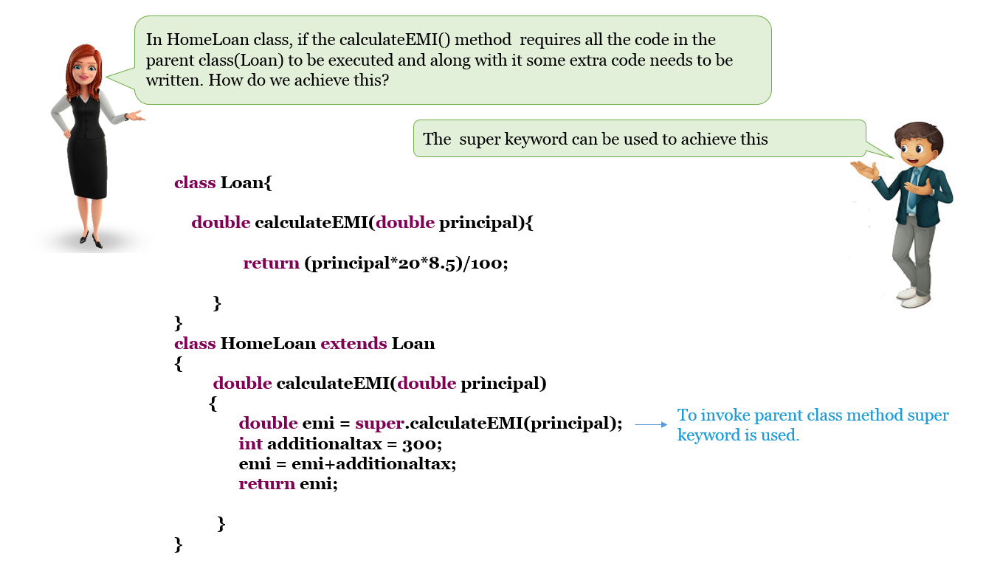 In HomeLoan class, if the calculateEMI() method  requires all the code in the
parent class(Loan) to be executed and along with it some extra code needs to be
written. How do we achieve this?
The  super keyword can be used to achieve this
class Loan{
double calculateEMI(double principal){
return (principal*20*8.5)/100;
}
}
class HomeLoan extends Loan
{
double calculateEMI(double principal)
{
double emi = super.calculateEMI(principal);
int additionaltax = 300;
emi = emi+additionaltax;
return emi;
}
}
To invoke parent class method super
keyword is used.